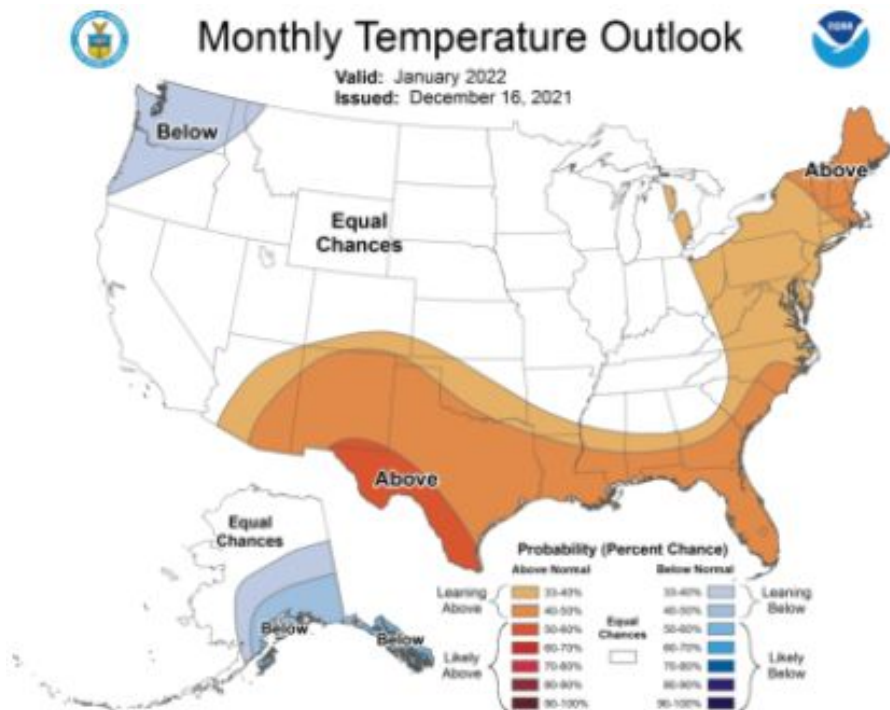 Monthly Temperature Outlook
Valid: January 2022
Issued: December 16, 2021
NOAA
Below
Above
Equal
Chances
Above
Equal
Chances
Below
Below
Probability (Percent Chance)
Above Normal
Below Normal
Leaning
Above
33-40%
40-50%
Likely
Above
50-60%
60-70%
70-80%
80-90%
90-100%
Equal
Chances
33-40%
40-50%
Leaning
Below
50-60%
60-70%
70-80%
80-90%
90-100%
Likely
Below